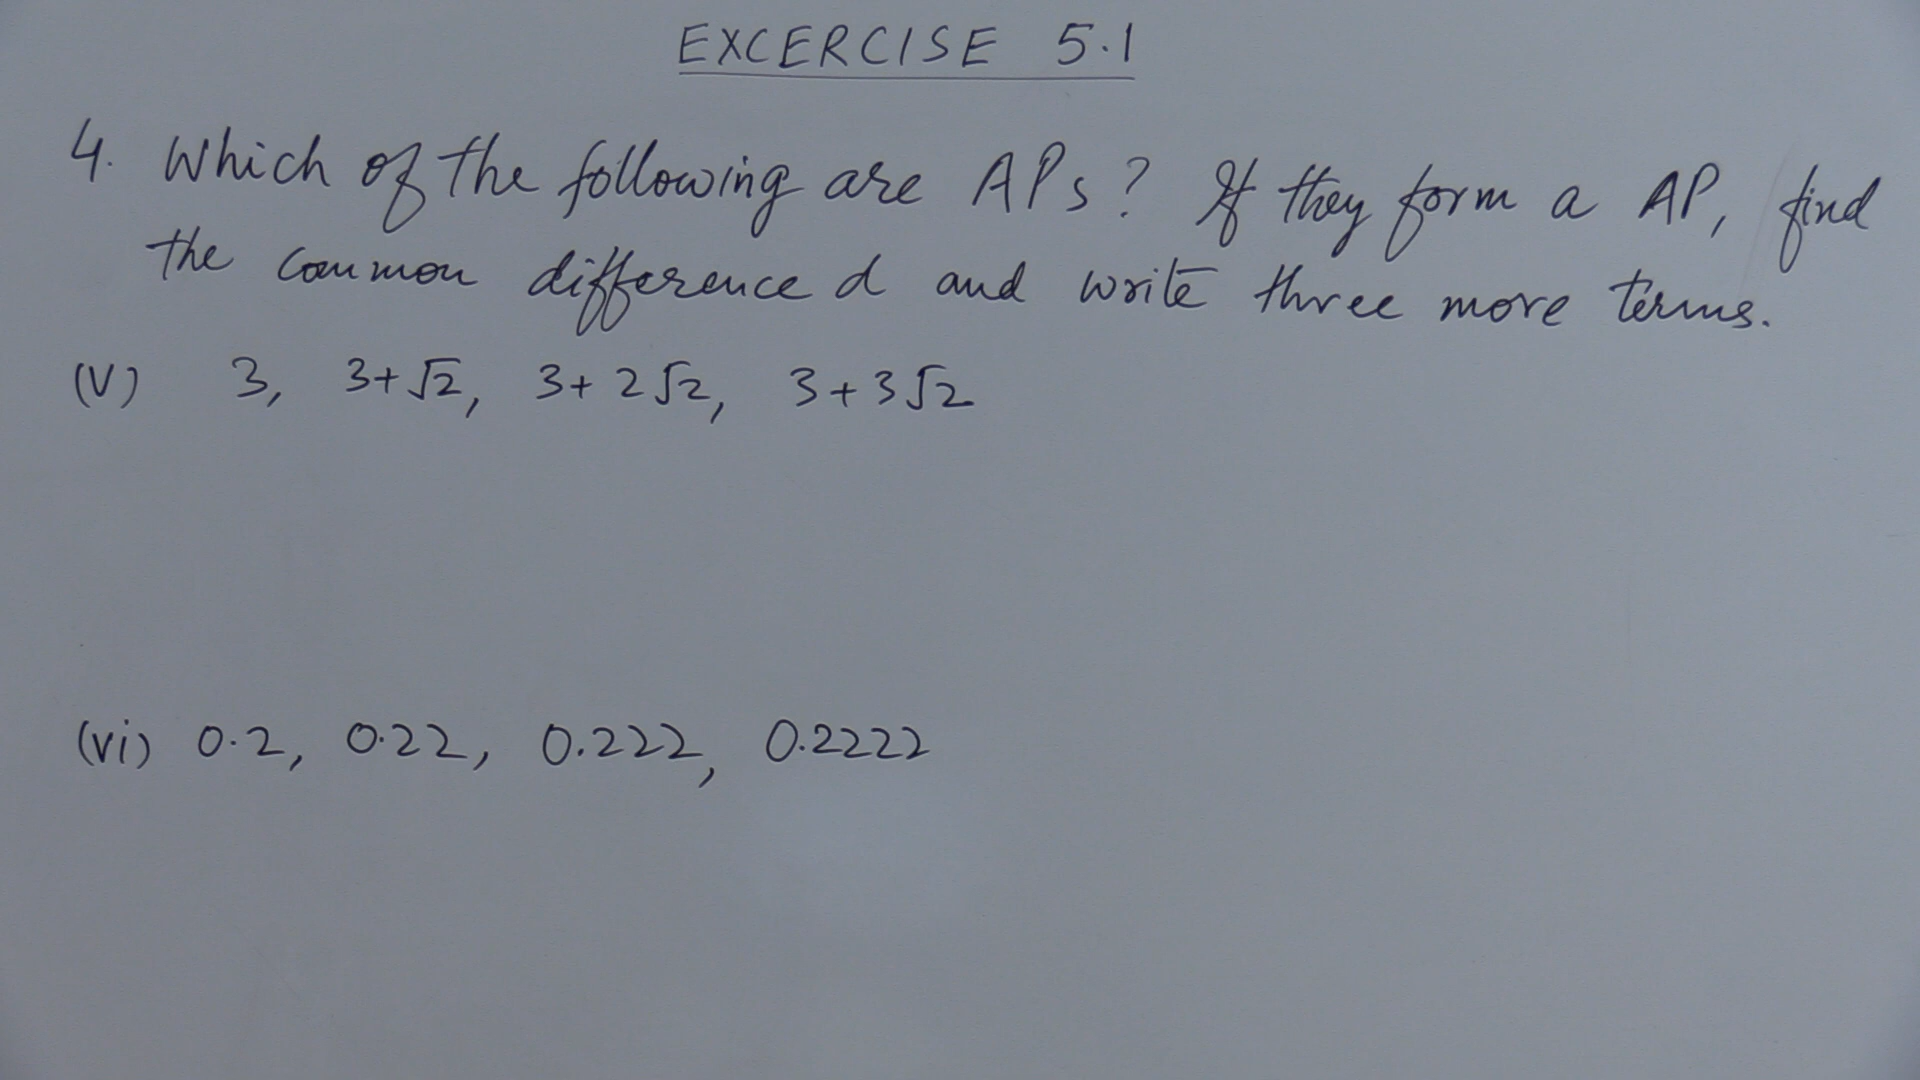 EXCERCISE 5.1
4. Which of the following are APs? If they form a AP, find
the common difference d and write three more terms.
(V) 3, 3+√2, 3+2√2, 3+3√2
(vi) 0.2, 0.22, 0.222, 0.2222